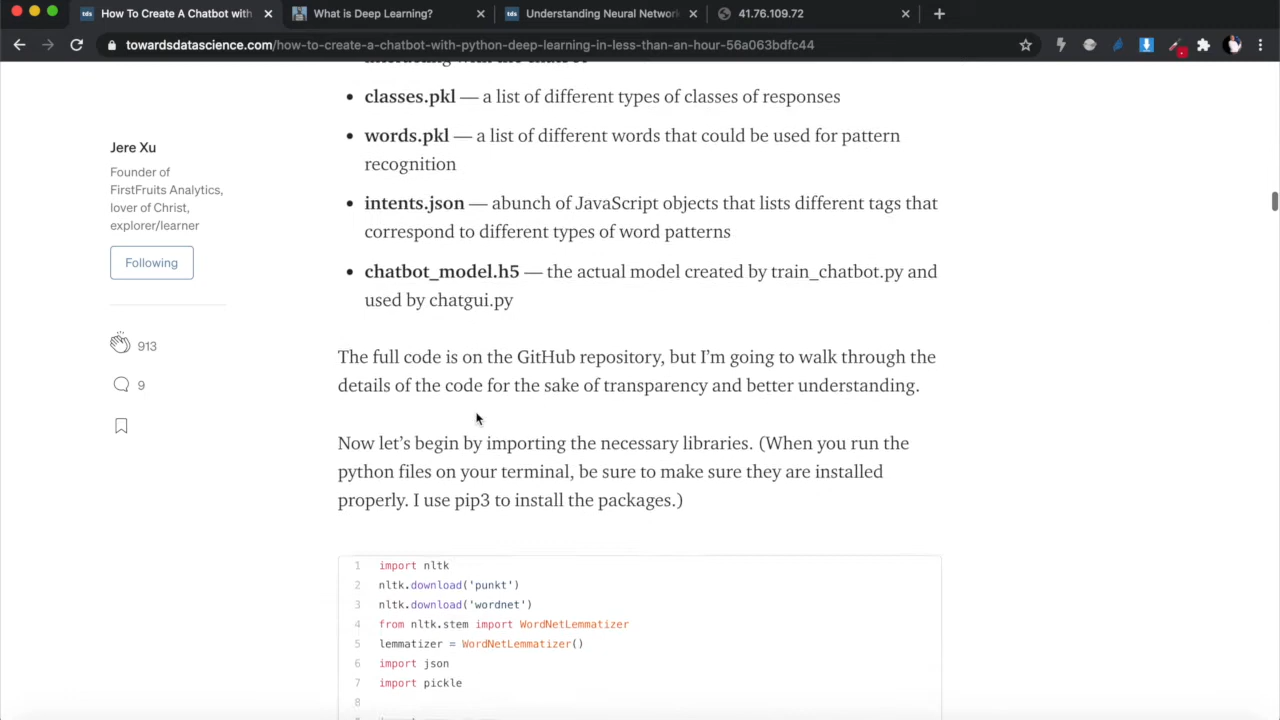 How To Create A Chatbot with
What is Deep Learning?
Understanding Neural Network
41.76.109.72
towardsdatascience.com/how-to-create-a-chatbot-with-python-deep-learning-in-less-than-an-hour-56a063bdfc44
interacting with the chatbot
classes.pkl — a list of different types of classes of responses
words.pkl — a list of different words that could be used for pattern
recognition
intents.json — abunch of JavaScript objects that lists different tags that
correspond to different types of word patterns
chatbot_model.h5 — the actual model created by train_chatbot.py and
used by chatgui.py
Jere Xu
Founder of
FirstFruits Analytics,
lover of Christ,
explorer/learner
Following
913
9
The full code is on the GitHub repository, but I’m going to walk through the
details of the code for the sake of transparency and better understanding.
Now let’s begin by importing the necessary libraries. (When you run the
python files on your terminal, be sure to make sure they are installed
properly. I use pip3 to install the packages.)
1 import nltk
2 nltk.download('punkt')
3 nltk.download('wordnet')
4 from nltk.stem import WordNetLemmatizer
5 lemmatizer = WordNetLemmatizer()
6 import json
7 import pickle
8